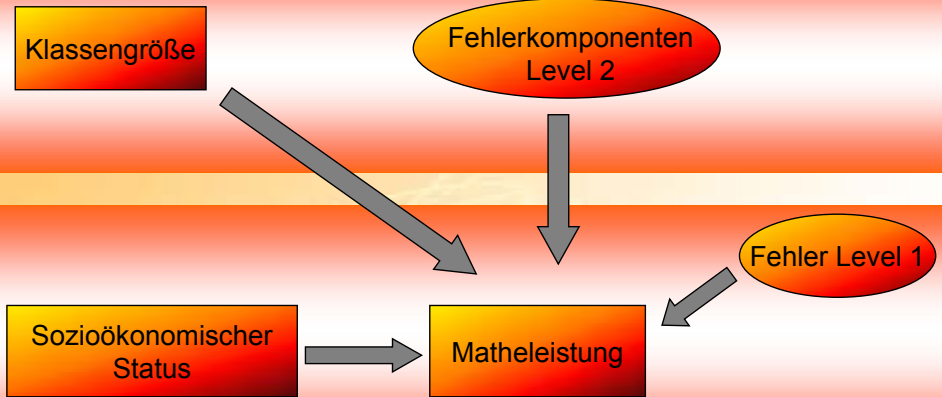 Klassengröße
Fehlerkomponenten
Level 2
Fehler Level 1
Sozioökonomischer
Status
Matheleistung